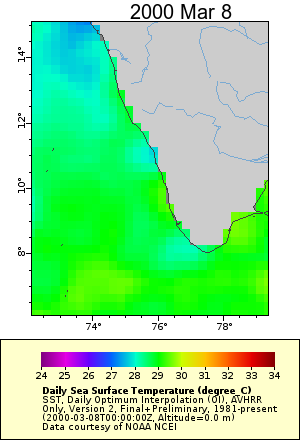 2000 Mar 8
14°
12°
10°
8°
74°
76°
78°
24 25 26 27 28 29 30 31 32 33 34
Daily Sea Surface Temperature (degree_C)
SST, Daily Optimum Interpolation (OI), AVHRR
Only, Version 2, Final+Preliminary, 1981-present
(2000-03-08T00:00:00Z, Altitude=0.0 m)
Data courtesy of NOAA NCEI